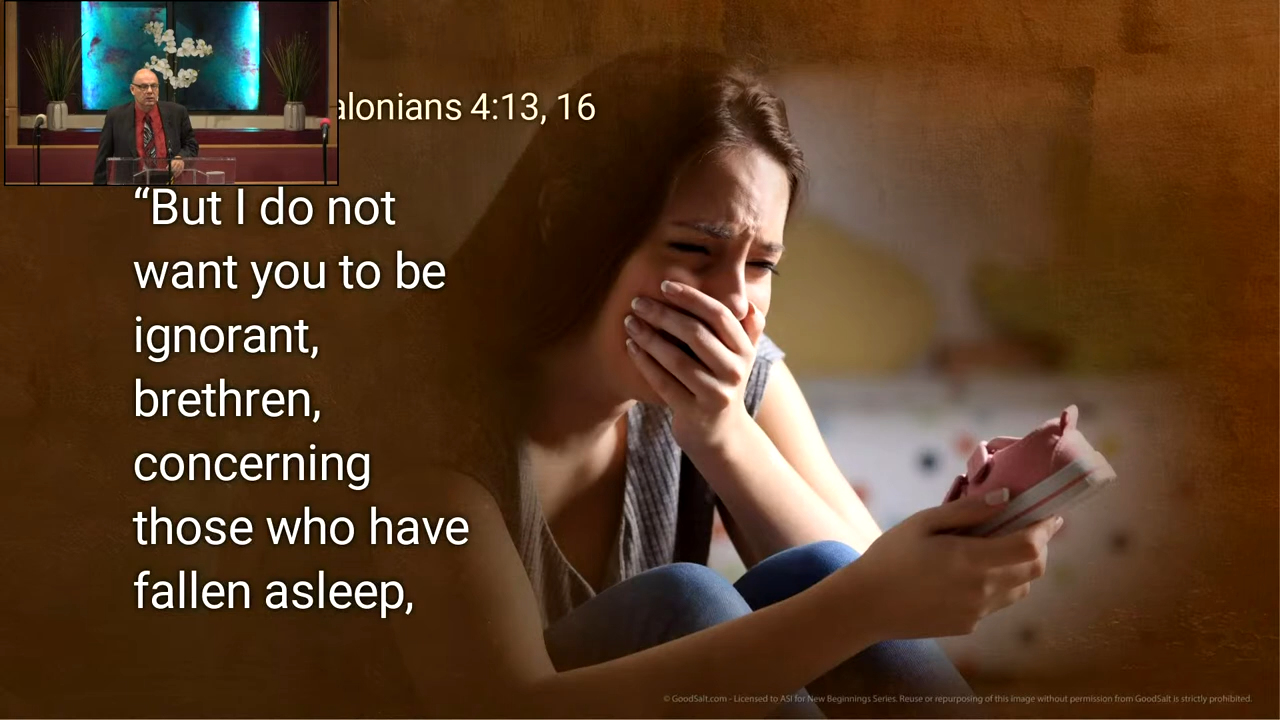 alonians 4:13, 16
“But I do not
want you to be
ignorant,
brethren,
concerning
those who have
fallen asleep,
© GoodSalt.com - Licensed to ASI for New Beginnings Series. Reuse or repurposing of this image without permission from GoodSalt is strictly prohibited.